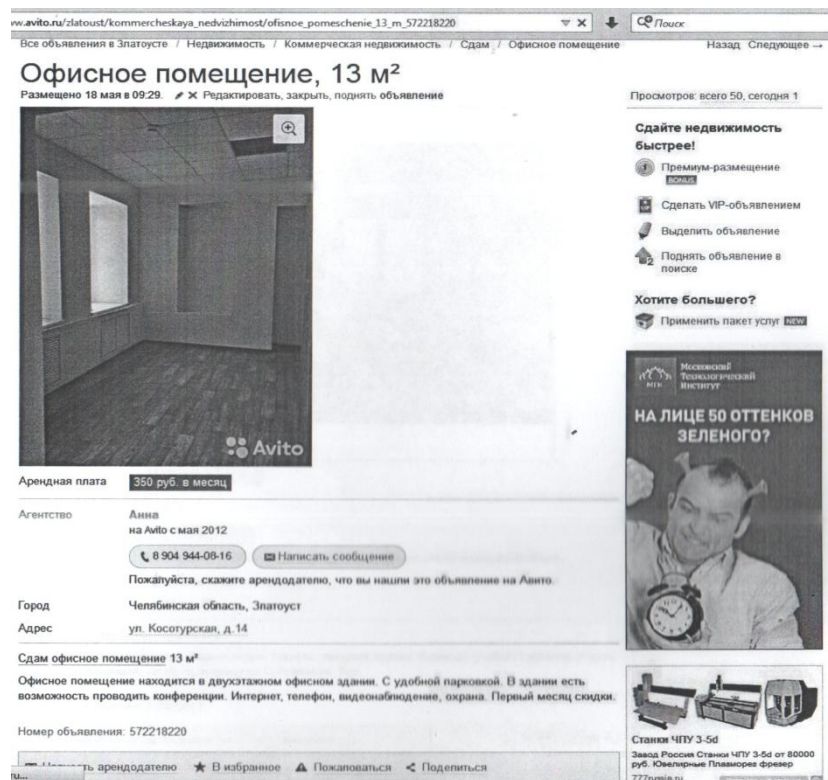 ww.avito.ru/zlatoust/kommercheskaya_nedvizhimost/ofisnoe_pomeschenie_13_m_572218220
Поиск
Все объявления в Златоусте / Недвижимость / Коммерческая недвижимость / Сдам / Офисное помещение
Назад Следующее →
Офисное помещение, 13 м²
Размещено 18 мая в 09:29. Редактировать, закрыть, поднять объявление
Просмотров: всего 50, сегодня 1
Сдайте недвижимость
быстрее!
Премиум-размещение
BONUS
Сделать VIP-объявлением
Выделить объявление
Поднять объявление в
поиске
Хотите большего?
Применить пакет услуг NEW
Avito
Московский
Технологический
Институт
МТИ
НА ЛИЦЕ 50 ОТТЕНКОВ
ЗЕЛЕНОГО?
Арендная плата 350 руб. в месяц
Агентство Анна
на Avito с мая 2012
8 904 944-08-16 Написать сообщение
Пожалуйста, скажите арендодателю, что вы нашли это объявление на Авито.
Город Челябинская область, Златоуст
Адрес ул. Косотурская, д.14
Сдам офисное помещение 13 м²
Офисное помещение находится в двухэтажном офисном здании. С удобной парковкой. В здании есть
возможность проводить конференции. Интернет, телефон, видеонаблюдение, охрана. Первый месяц скидки.
Номер объявления: 572218220
арендодателю В избранное Пожаловаться Поделиться
Станки ЧПУ 3-5d
Завод Россия Станки ЧПУ 3-5d от 80000
руб. Ювелирные Плазморез фрезер
777russia.ru